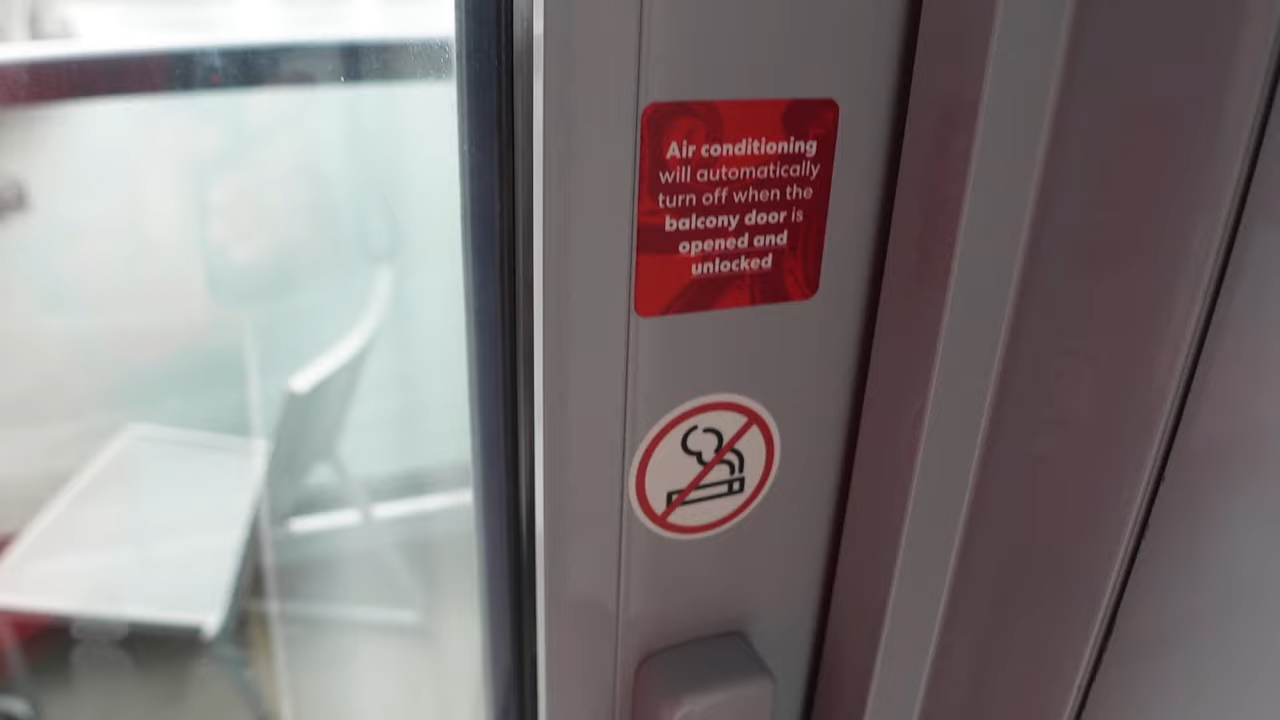 Air conditioning
will automatically
turn off when the
balcony door is
opened and
unlocked